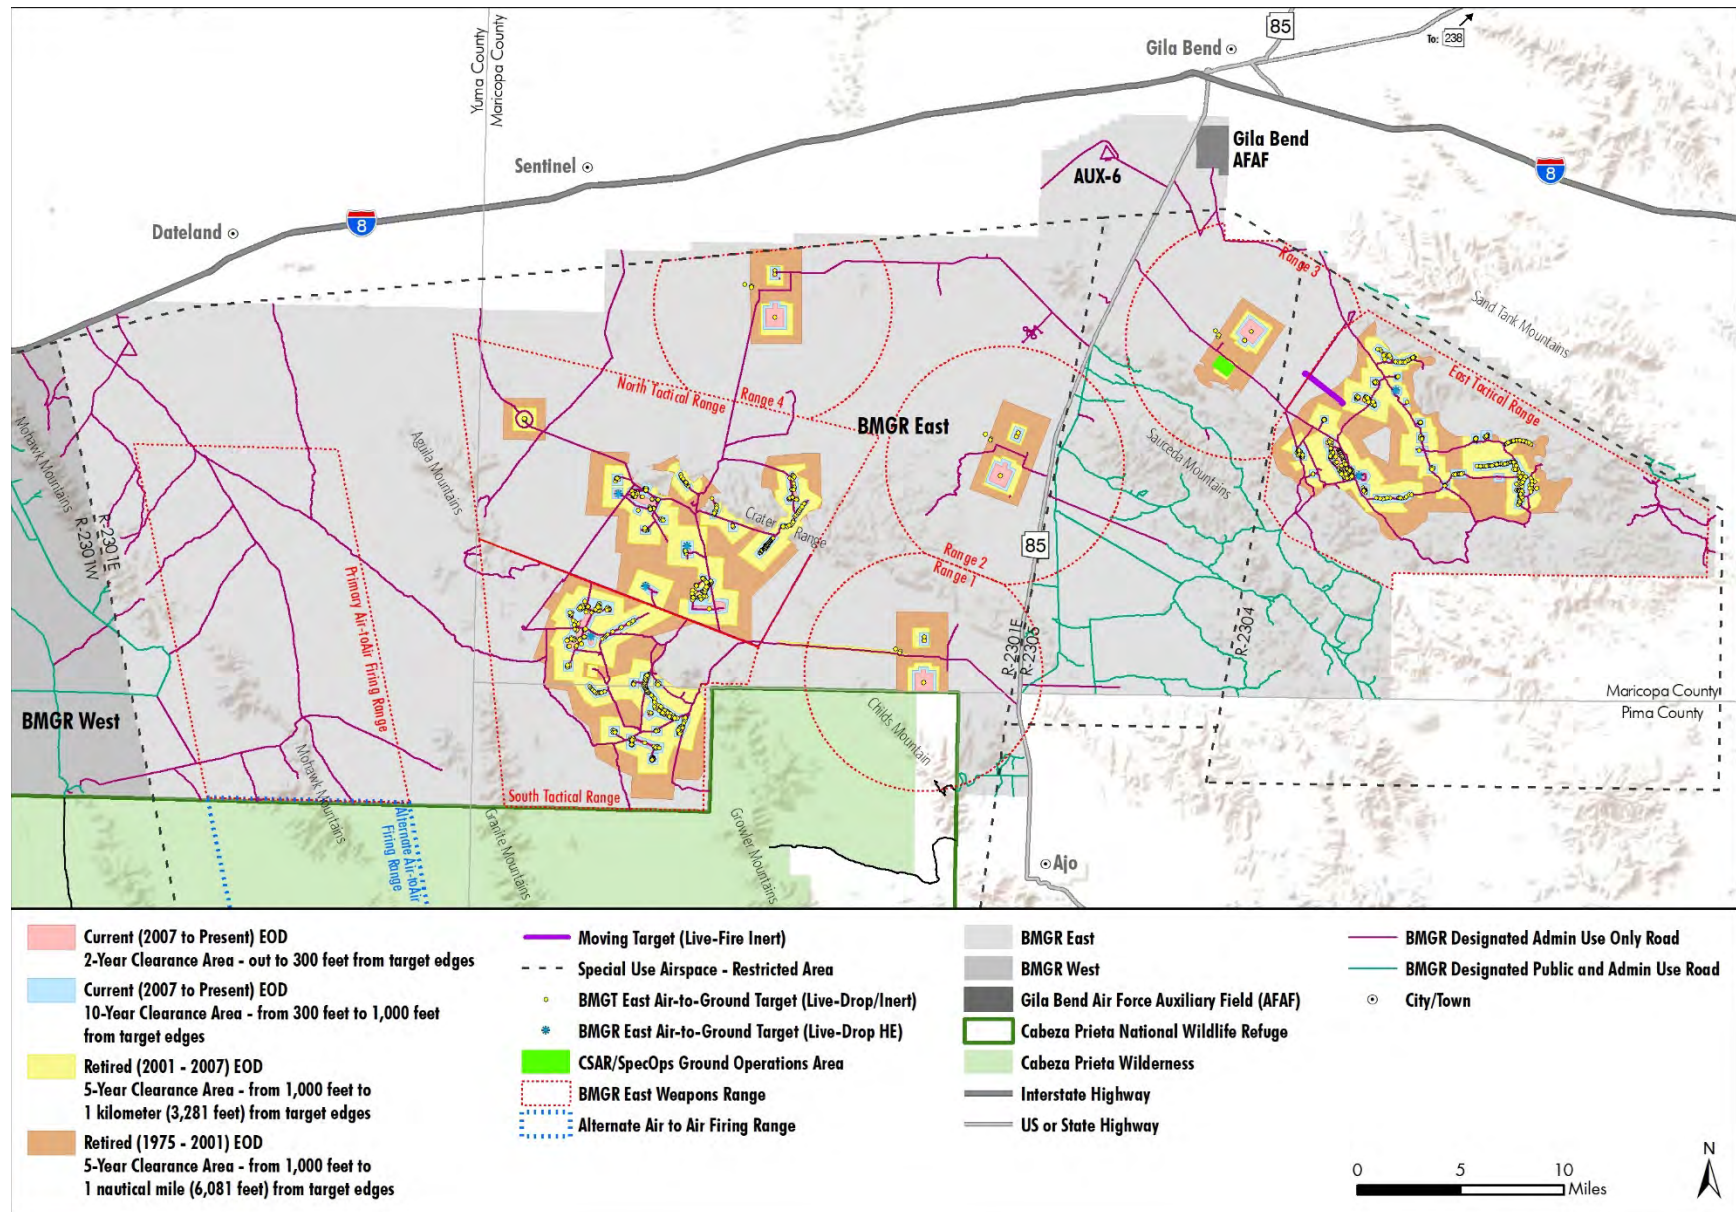 Yuma County
Maricopa County
85
Gila Bend
To: 238
Gila Bend
AFAF
AUX-6
Sentinel
8
8
Dateland
8
Range 3
Sand Tank Mountains
East Tactical Range
North Tactical Range
Range 4
BMGR East
Mohawk Mountains
Aguila Mountains
Sauceda Mountains
Crater Range
R-2301E
R-2301W
Primary Air-toAir Firing Range
85
Range 2
Range 1
R-2301E
R-2305
R-2304
Maricopa County
Pima County
BMGR West
Childs Mountain
Mohawk Mountains
South Tactical Range
Granite Mountains
Growler Mountains
Alternate Air-toAir
Firing Range
Ajo
Current (2007 to Present) EOD
2-Year Clearance Area - out to 300 feet from target edges
Current (2007 to Present) EOD
10-Year Clearance Area - from 300 feet to 1,000 feet
from target edges
Retired (2001 - 2007) EOD
5-Year Clearance Area - from 1,000 feet to
1 kilometer (3,281 feet) from target edges
Retired (1975 - 2001) EOD
5-Year Clearance Area - from 1,000 feet to
1 nautical mile (6,081 feet) from target edges
Moving Target (Live-Fire Inert)
Special Use Airspace - Restricted Area
BMGT East Air-to-Ground Target (Live-Drop/Inert)
BMGR East Air-to-Ground Target (Live-Drop HE)
CSAR/SpecOps Ground Operations Area
BMGR East Weapons Range
Alternate Air to Air Firing Range
BMGR East
BMGR West
Gila Bend Air Force Auxiliary Field (AFAF)
Cabeza Prieta National Wildlife Refuge
Cabeza Prieta Wilderness
Interstate Highway
US or State Highway
BMGR Designated Admin Use Only Road
BMGR Designated Public and Admin Use Road
City/Town
0 5 10
Miles
N